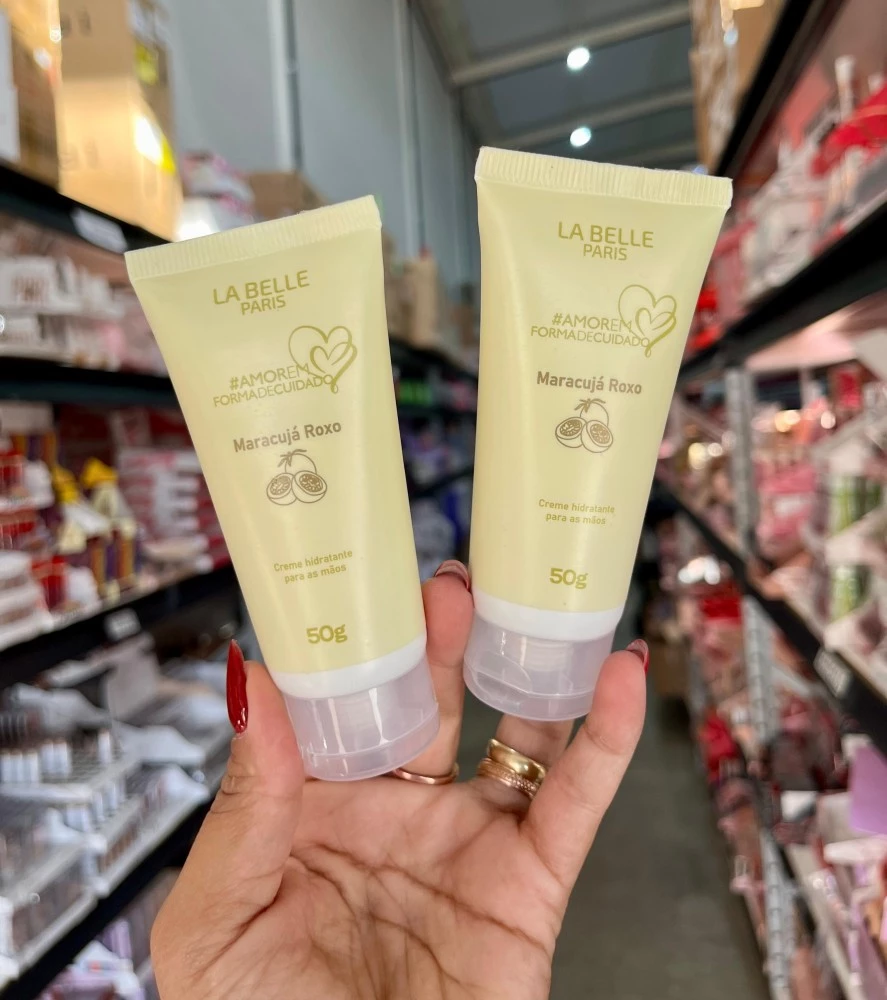 LA BELLE
PARIS
#AMOREM
FORMADECUIDADO
Maracujá Roxo
Creme hidratante
para as mãos
50g
LA BELLE
PARIS
#AMOREM
FORMADECUIDADO
Maracujá Roxo
Creme hidratante
para as mãos
50g